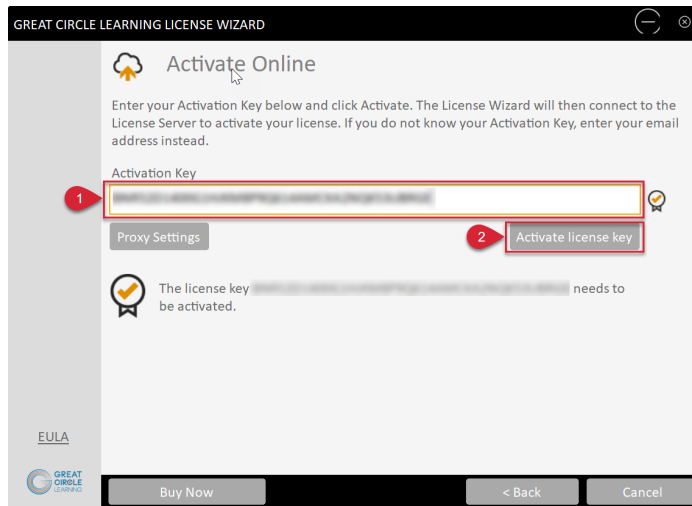 GREAT CIRCLE LEARNING LICENSE WIZARD
Activate Online
Enter your Activation Key below and click Activate. The License Wizard will then connect to the
License Server to activate your license. If you do not know your Activation Key, enter your email
address instead.
Activation Key
1
Proxy Settings
2
Activate license key
The license key
needs to
be activated.
EULA
GREAT
CIRCLE
LEARNING
Buy Now
< Back
Cancel